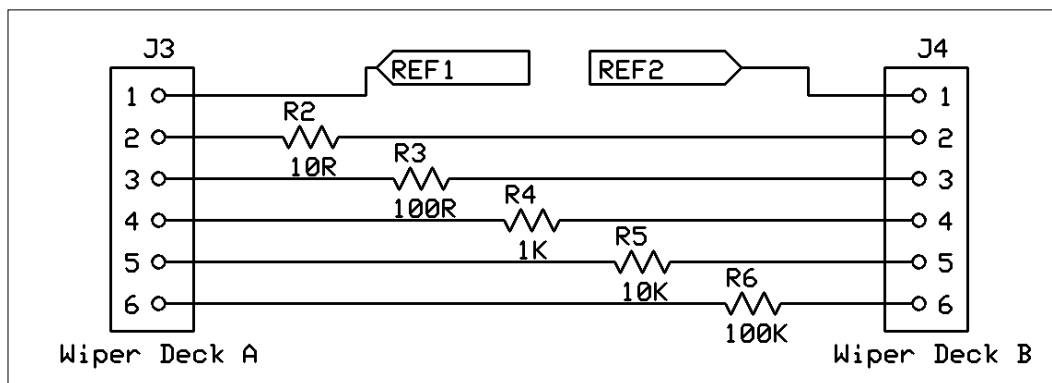 J3
J4
REF1
REF2
1
1
R2
2
2
10R
R3
3
3
100R
R4
4
4
1K
R5
5
5
10K
R6
6
6
100K
Wiper Deck A
Wiper Deck B